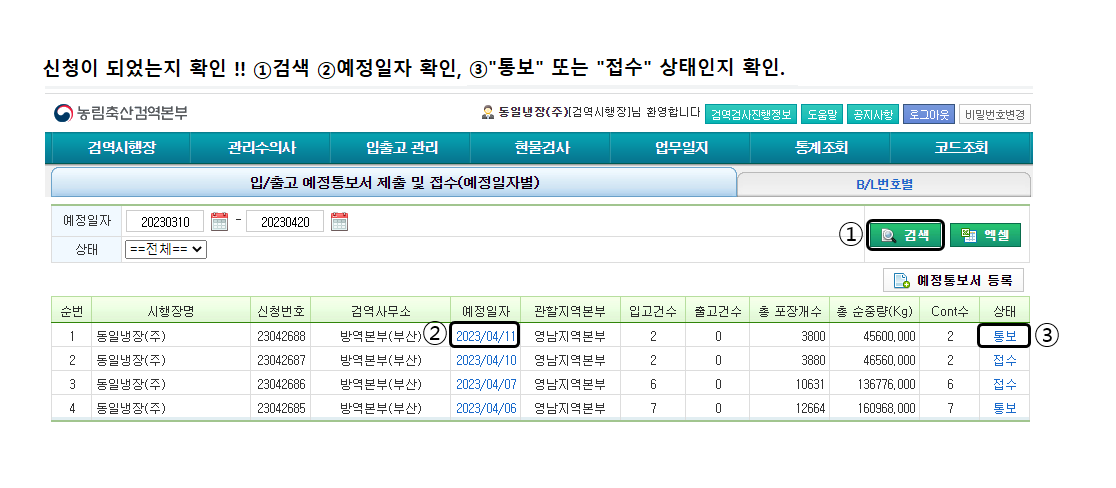 신청이 되었는지 확인 !! ①검색 ②예정일자 확인, ③"통보" 또는 "접수" 상태인지 확인.
농림축산검역본부 동일냉장(주)[검역시행장]님 환영합니다 검역검사진행정보 도움말 공지사항 로그아웃 비밀번호변경
검역시행장 관리수의사 입출고 관리 현물검사 업무일지 통계조회 코드조회
입/출고 예정통보서 제출 및 접수(예정일자별) B/L번호별
예정일자 20230310 - 20230420
상태 ==전체==
① 검색 엑셀
예정통보서 등록
순번 시행장명 신청번호 검역사무소 예정일자 관할지역본부 입고건수 출고건수 총 포장개수 총 순중량(Kg) Cont수 상태
1 동일냉장(주) 23042688 방역본부(부산) ② 2023/04/11 영남지역본부 2 0 3800 45600,000 2 통보 ③
2 동일냉장(주) 23042687 방역본부(부산) 2023/04/10 영남지역본부 2 0 3880 46560,000 2 접수
3 동일냉장(주) 23042686 방역본부(부산) 2023/04/07 영남지역본부 6 0 10631 136776,000 6 접수
4 동일냉장(주) 23042685 방역본부(부산) 2023/04/06 영남지역본부 7 0 12664 160968,000 7 통보